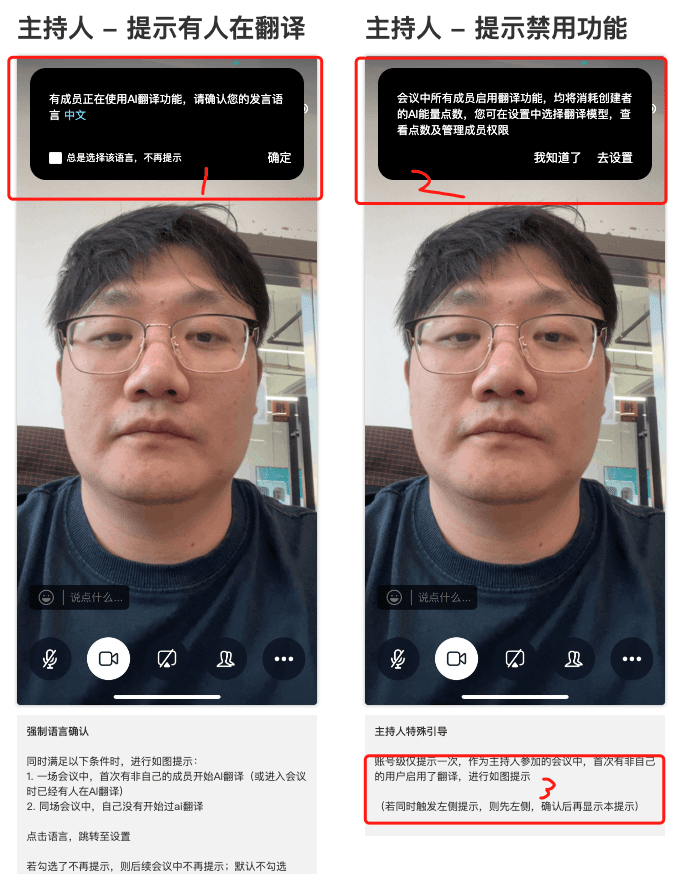 主持人 – 提示有人在翻译
有成员正在使用AI翻译功能，请确认您的发言语
言 中文
总是选择该语言，不再提示
确定
1
说点什么...
强制语言确认
同时满足以下条件时，进行如图提示：
1. 一场会议中，首次有非自己的成员开始AI翻译（或进入会议
时已经有人在AI翻译）
2. 同场会议中，自己没有开始过ai翻译
点击语言，跳转至设置
若勾选了不再提示，则后续会议中不再提示；默认不勾选
主持人 – 提示禁用功能
会议中所有成员启用翻译功能，均将消耗创建者
的AI能量点数，您可在设置中选择翻译模型，查
看点数及管理成员权限
我知道了
去设置
2
说点什么...
主持人特殊引导
账号级仅提示一次，作为主持人参加的会议中，首次有非自己
的用户启用了翻译，进行如图提示
3
（若同时触发左侧提示，则先左侧，确认后再显示本提示）